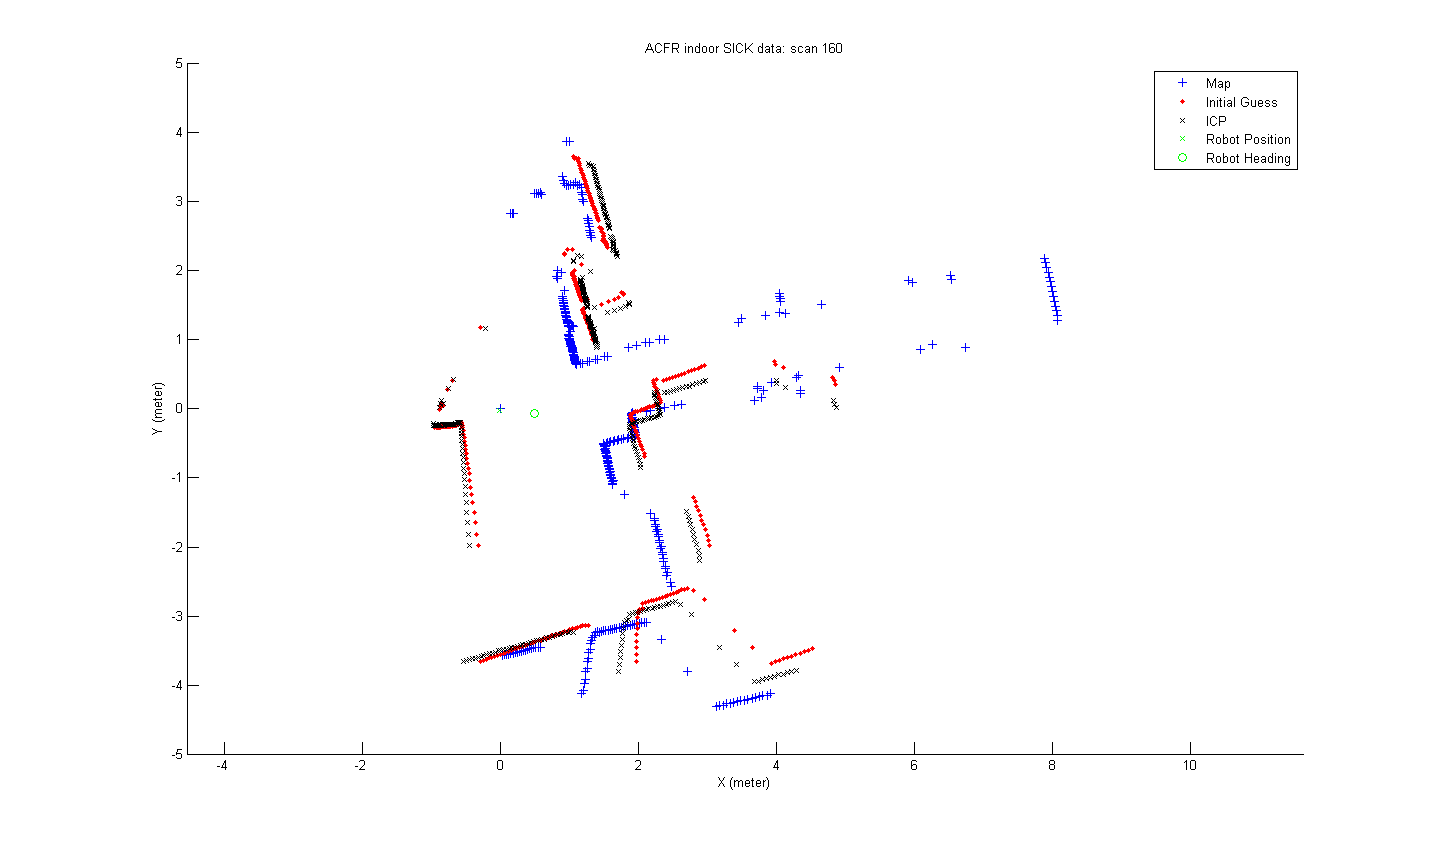 ACFR indoor SICK data: scan 160
Map
Initial Guess
ICP
Robot Position
Robot Heading
5
4
3
2
1
0
-1
-2
-3
-4
-5
Y (meter)
-4
-2
0
2
4
6
8
10
X (meter)